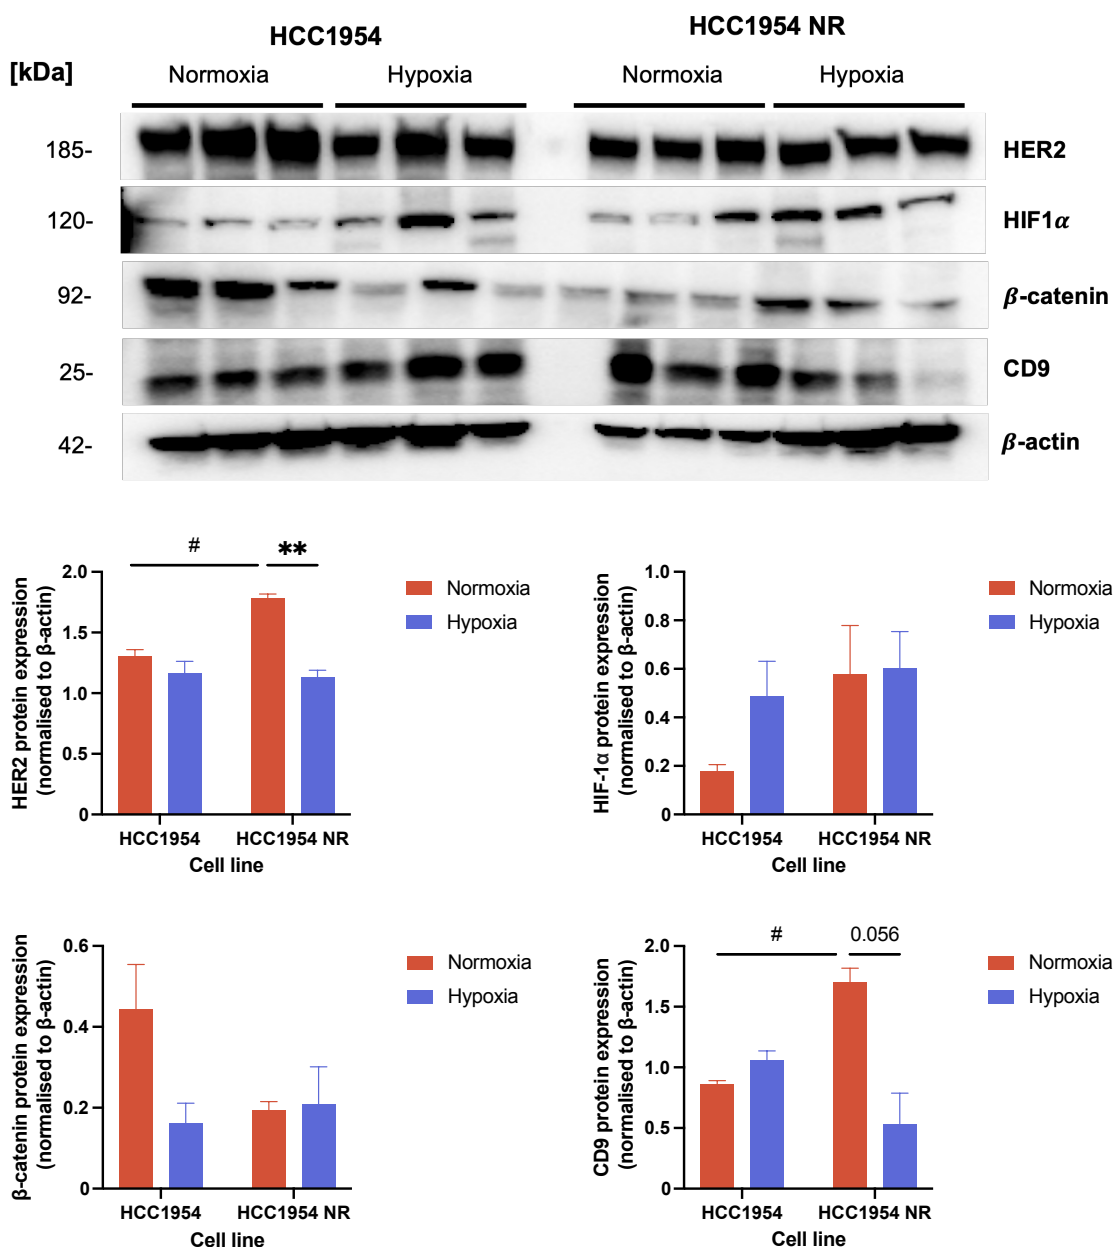 HCC1954
HCC1954 NR
[kDa]
Normoxia
Hypoxia
Normoxia
Hypoxia
185-
HER2
120-
HIF1α
92-
β-catenin
25-
CD9
42-
β-actin
#
**
2.0
1.5
1.0
0.5
0
HER2 protein expression
(normalised to β-actin)
HCC1954
HCC1954 NR
Cell line
Normoxia
Hypoxia
1.0
0.8
0.6
0.4
0.2
0
HIF-1α protein expression
(normalised to β-actin)
HCC1954
HCC1954 NR
Cell line
Normoxia
Hypoxia
0.6
0.4
0.2
0
β-catenin protein expression
(normalised to β-actin)
HCC1954
HCC1954 NR
Cell line
Normoxia
Hypoxia
#
0.056
2.0
1.5
1.0
0.5
0
CD9 protein expression
(normalised to β-actin)
HCC1954
HCC1954 NR
Cell line
Normoxia
Hypoxia